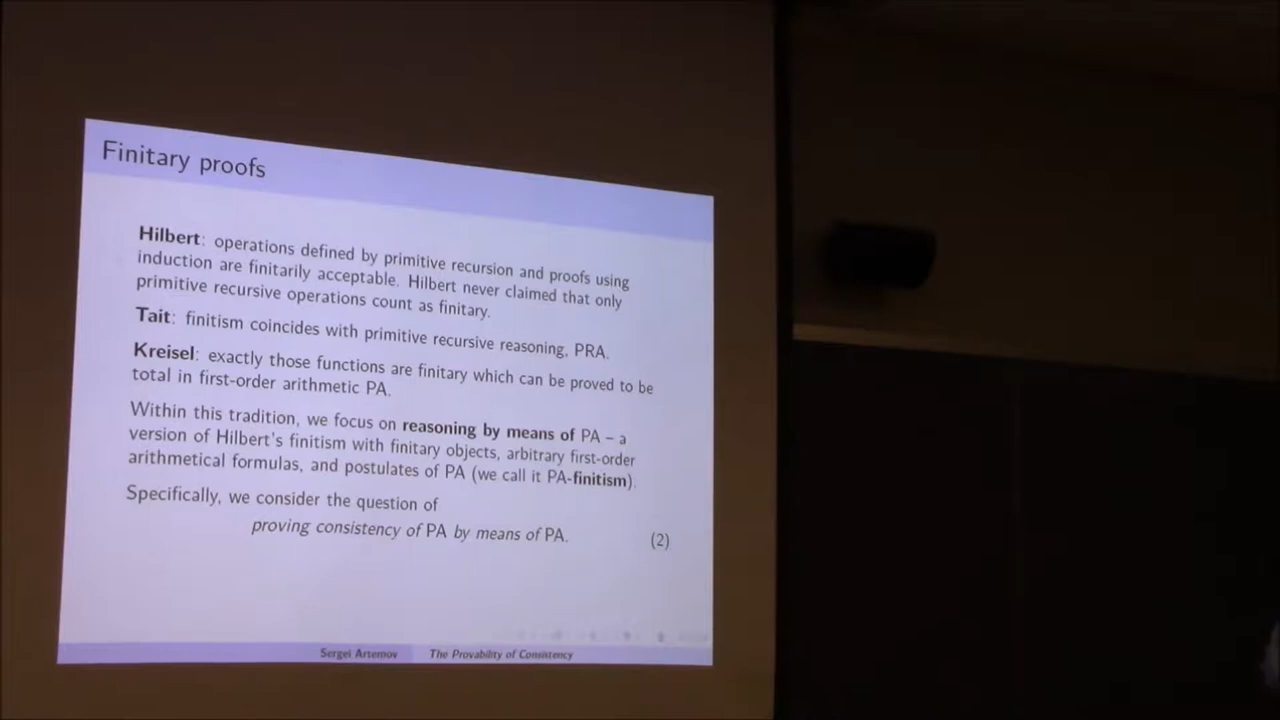 Finitary proofs
Hilbert: operations defined by primitive recursion and proofs using
induction are finitarily acceptable. Hilbert never claimed that only
primitive recursive operations count as finitary.
Tait: finitism coincides with primitive recursive reasoning, PRA.
Kreisel: exactly those functions are finitary which can be proved to be
total in first-order arithmetic PA.
Within this tradition, we focus on reasoning by means of PA – a
version of Hilbert's finitism with finitary objects, arbitrary first-order
arithmetical formulas, and postulates of PA (we call it PA-finitism).
Specifically, we consider the question of
proving consistency of PA by means of PA. (2)
Sergei Artemov The Provability of Consistency